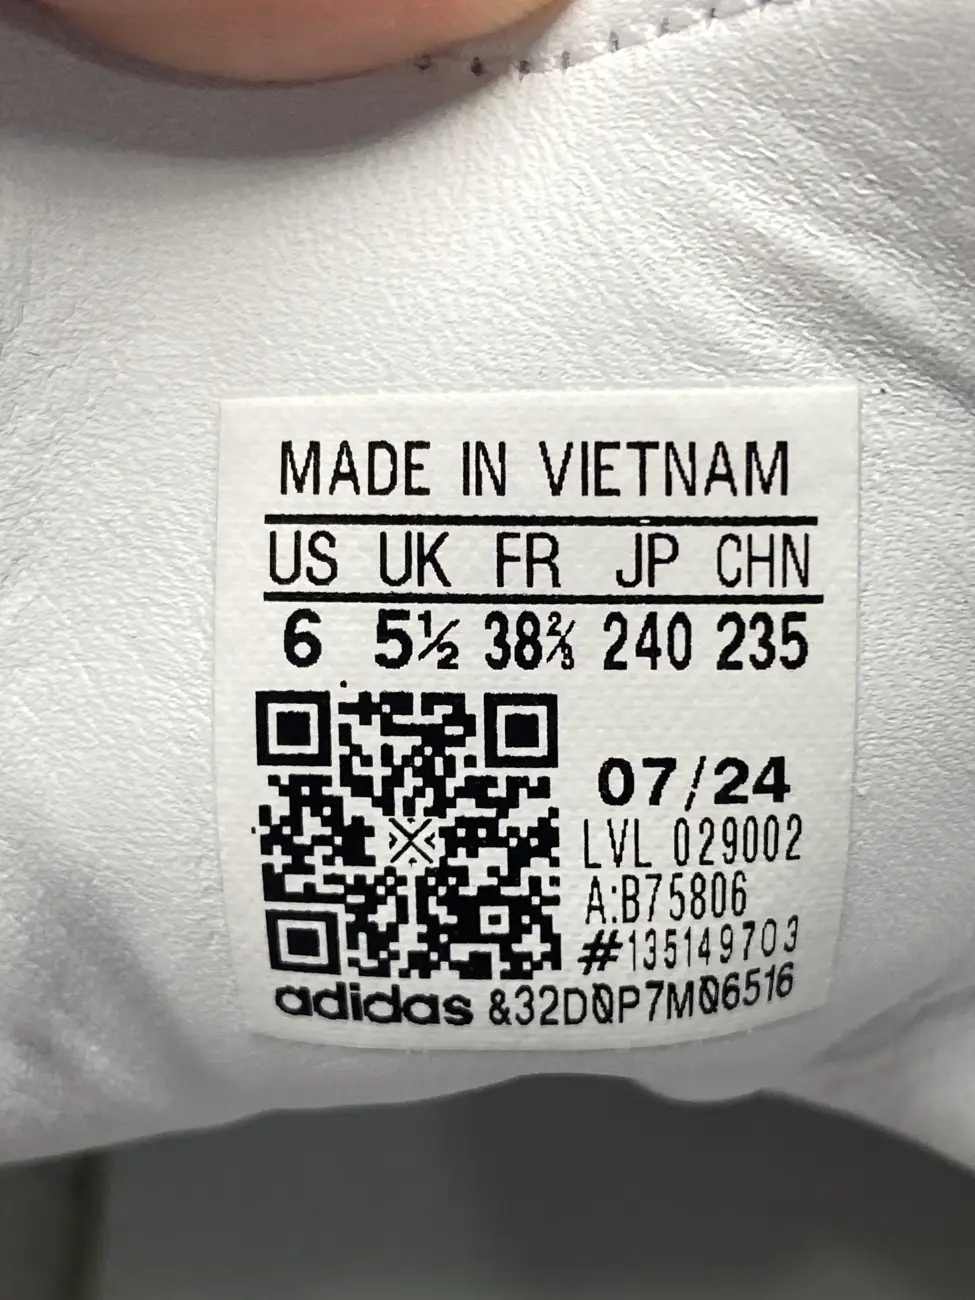 MADE IN VIETNAM
US UK FR JP CHN
6 5½ 38⅔ 240 235
07/24
LVL 029002
A:B75806
#135149703
adidas &32D0P7M06516